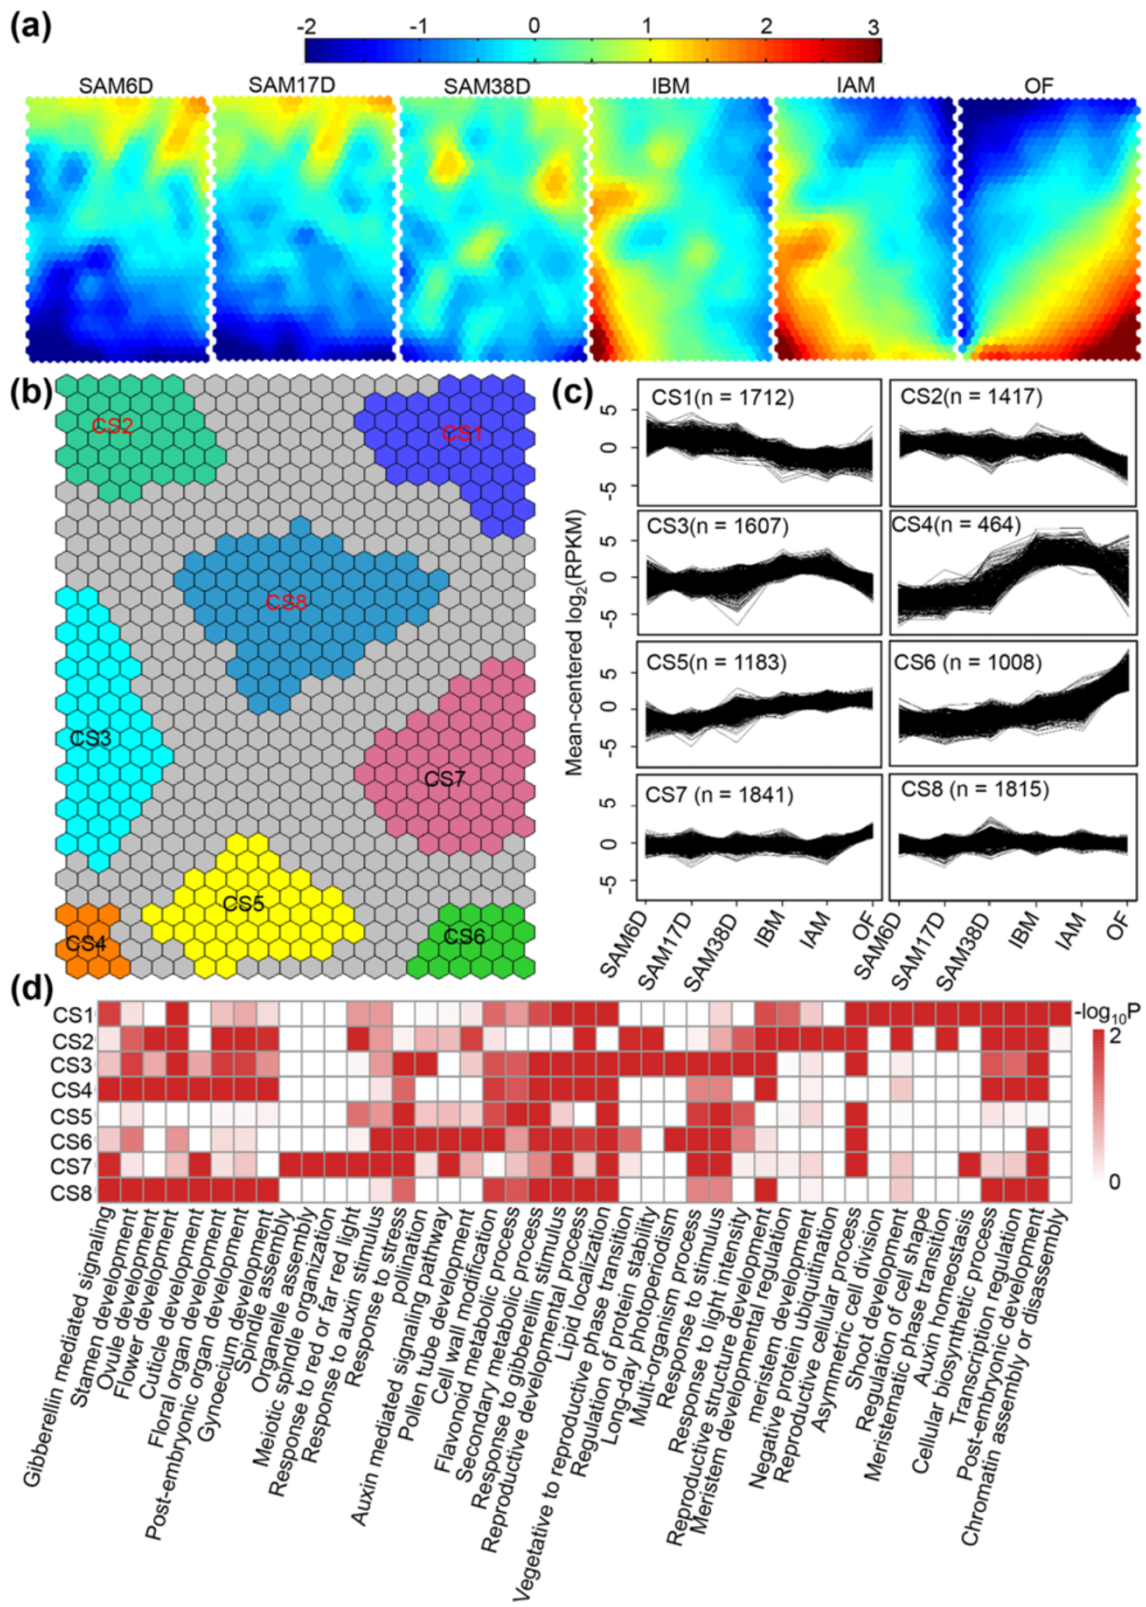 (a)
-2 -1 0 1 2 3
SAM6D SAM17D SAM38D IBM IAM OF
(b)
CS2
CS1
CS8
CS3
CS7
CS5
CS4
CS6
(c)
Mean-centered log2(RPKM)
CS1(n = 1712)
CS2(n = 1417)
5
0
-5
CS3(n = 1607)
CS4(n = 464)
5
0
-5
CS5(n = 1183)
CS6 (n = 1008)
5
0
-5
CS7 (n = 1841)
CS8 (n = 1815)
5
0
-5
SAM6D
SAM17D
SAM38D
IBM
IAM
OF
SAM6D
SAM17D
SAM38D
IBM
IAM
OF
(d)
CS1
CS2
CS3
CS4
CS5
CS6
CS7
CS8
-log10P
2
0
Gibberellin mediated signaling
Stamen development
Ovule development
Flower development
Cuticle development
Floral organ development
Post-embryonic organ development
Gynoecium development
Spindle assembly
Organelle assembly
Meiotic spindle organization
Response to red or far red light
Response to auxin stimulus
Response to stress
pollination
Auxin mediated signaling pathway
Pollen tube development
Cell wall modification
Flavonoid metabolic process
Secondary metabolic process
Response to gibberellin stimulus
Reproductive developmental process
Lipid localization
Vegetative to reproductive phase transition
Regulation of protein stability
Long-day photoperiodism
Multi-organism process
Response to stimulus
Response to light intensity
Reproductive structure development
Meristem developmental regulation
meristem development
Negative protein ubiquitination
Reproductive cellular process
Asymmetric cell division
Shoot development
Regulation of cell shape
Meristematic phase transition
Auxin homeostasis
Cellular biosynthetic process
Transcription regulation
Post-embryonic development
Chromatin assembly or disassembly